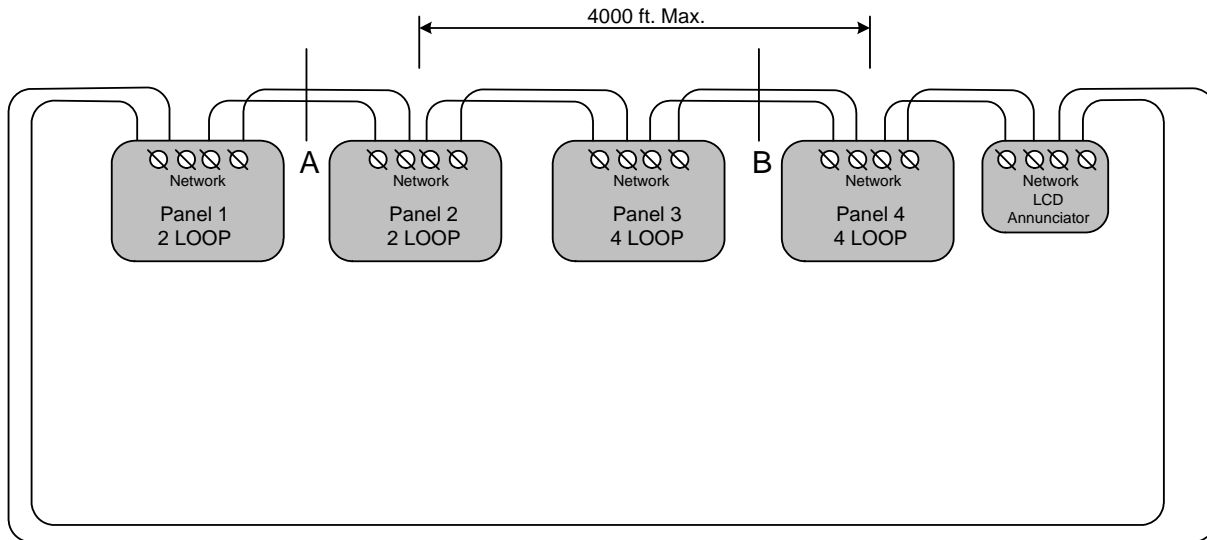 4000 ft. Max.
A
B
Network
Panel 1
2 LOOP
Network
Panel 2
2 LOOP
Network
Panel 3
4 LOOP
Network
Panel 4
4 LOOP
Network
LCD
Annunciator